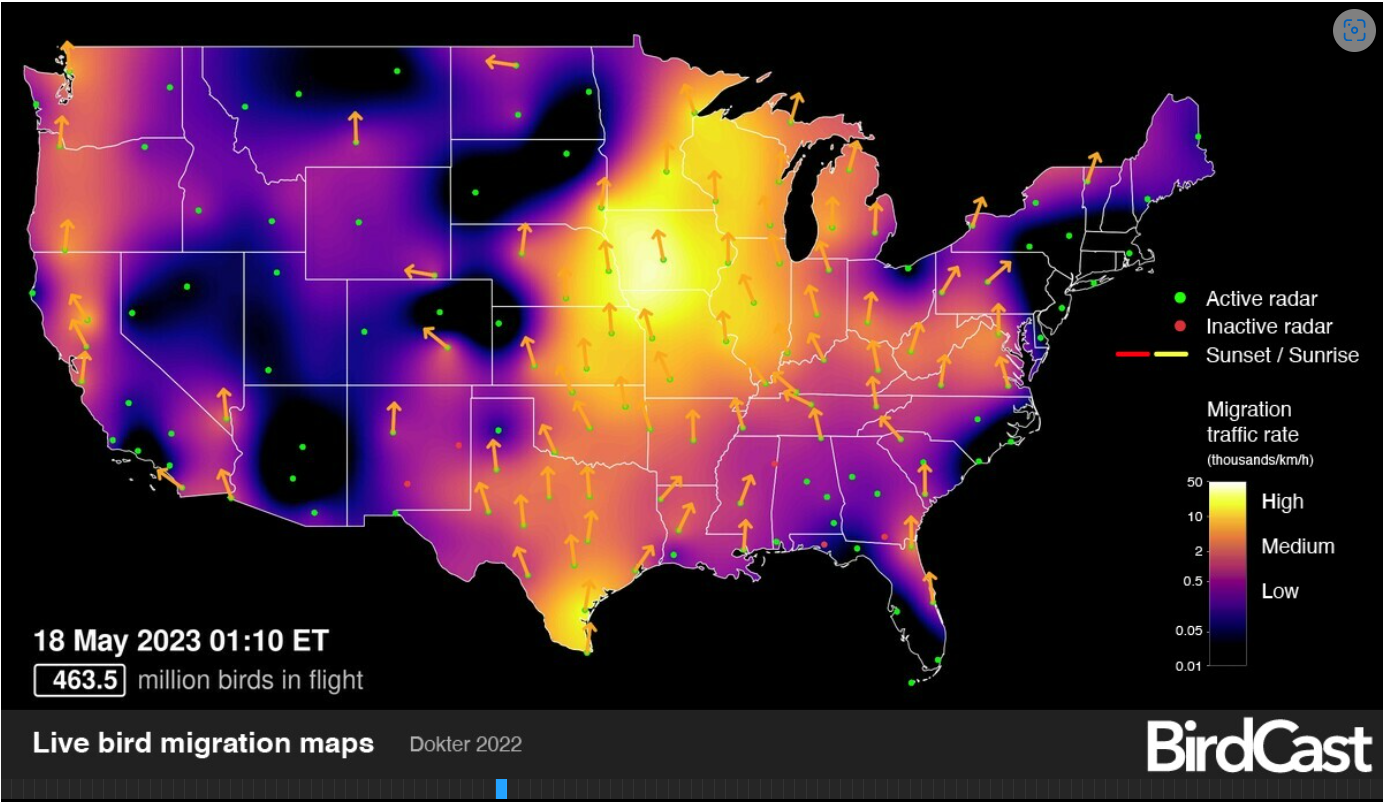 Active radar
Inactive radar
Sunset / Sunrise
Migration
traffic rate
(thousands/km/h)
50
10
2
0.5
0.05
0.01
High
Medium
Low
18 May 2023 01:10 ET
463.5 million birds in flight
Live bird migration maps Dokter 2022
BirdCast